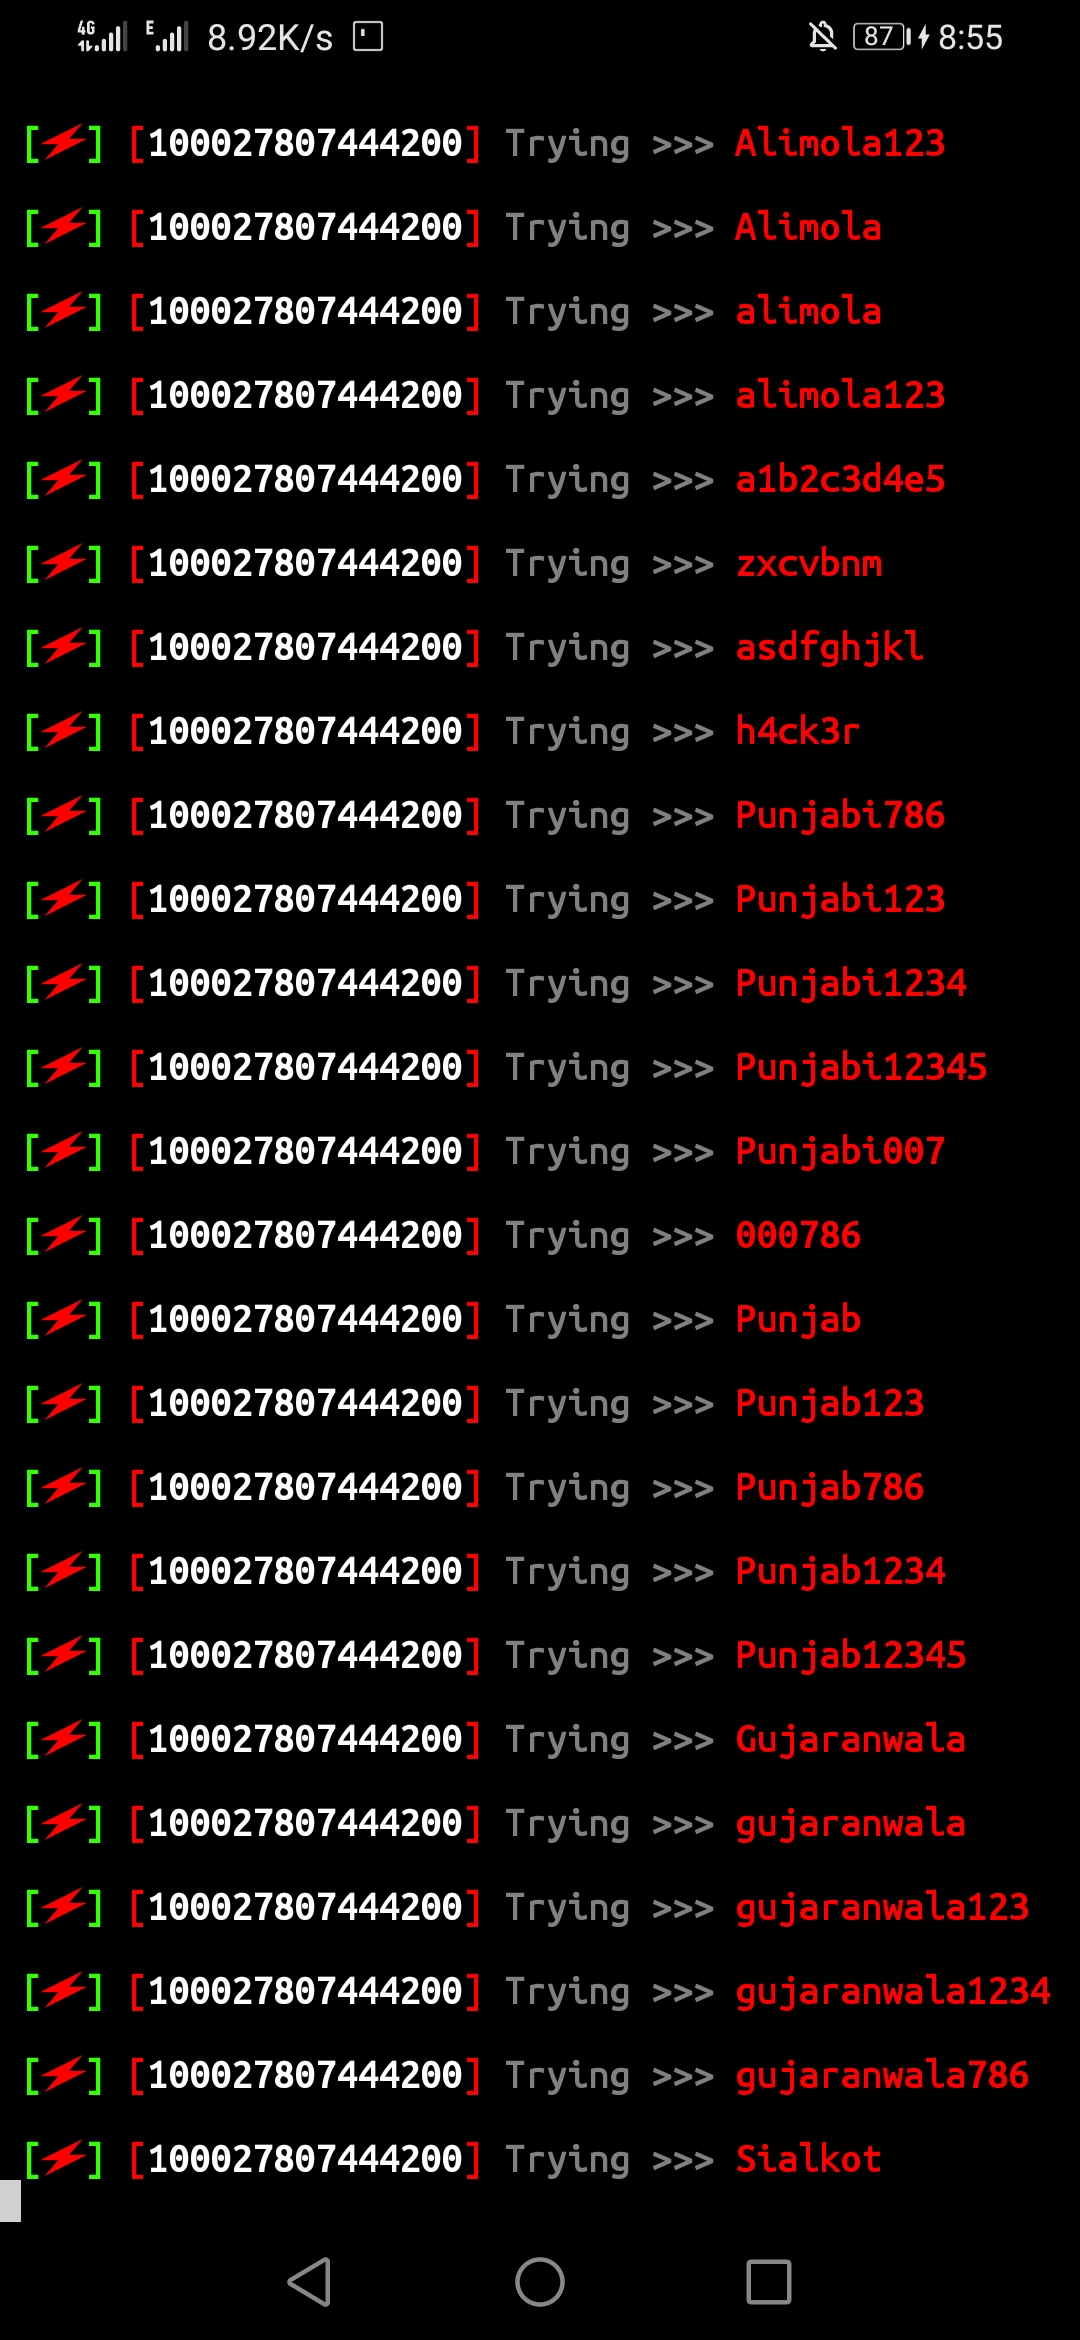 4G E 8.92K/s 87 8:55
[⚡] [100027807444200] Trying >>> Alimola123
[⚡] [100027807444200] Trying >>> Alimola
[⚡] [100027807444200] Trying >>> alimola
[⚡] [100027807444200] Trying >>> alimola123
[⚡] [100027807444200] Trying >>> a1b2c3d4e5
[⚡] [100027807444200] Trying >>> zxcvbnm
[⚡] [100027807444200] Trying >>> asdfghjkl
[⚡] [100027807444200] Trying >>> h4ck3r
[⚡] [100027807444200] Trying >>> Punjabi786
[⚡] [100027807444200] Trying >>> Punjabi123
[⚡] [100027807444200] Trying >>> Punjabi1234
[⚡] [100027807444200] Trying >>> Punjabi12345
[⚡] [100027807444200] Trying >>> Punjabi007
[⚡] [100027807444200] Trying >>> 000786
[⚡] [100027807444200] Trying >>> Punjab
[⚡] [100027807444200] Trying >>> Punjab123
[⚡] [100027807444200] Trying >>> Punjab786
[⚡] [100027807444200] Trying >>> Punjab1234
[⚡] [100027807444200] Trying >>> Punjab12345
[⚡] [100027807444200] Trying >>> Gujaranwala
[⚡] [100027807444200] Trying >>> gujaranwala
[⚡] [100027807444200] Trying >>> gujaranwala123
[⚡] [100027807444200] Trying >>> gujaranwala1234
[⚡] [100027807444200] Trying >>> gujaranwala786
[⚡] [100027807444200] Trying >>> Sialkot